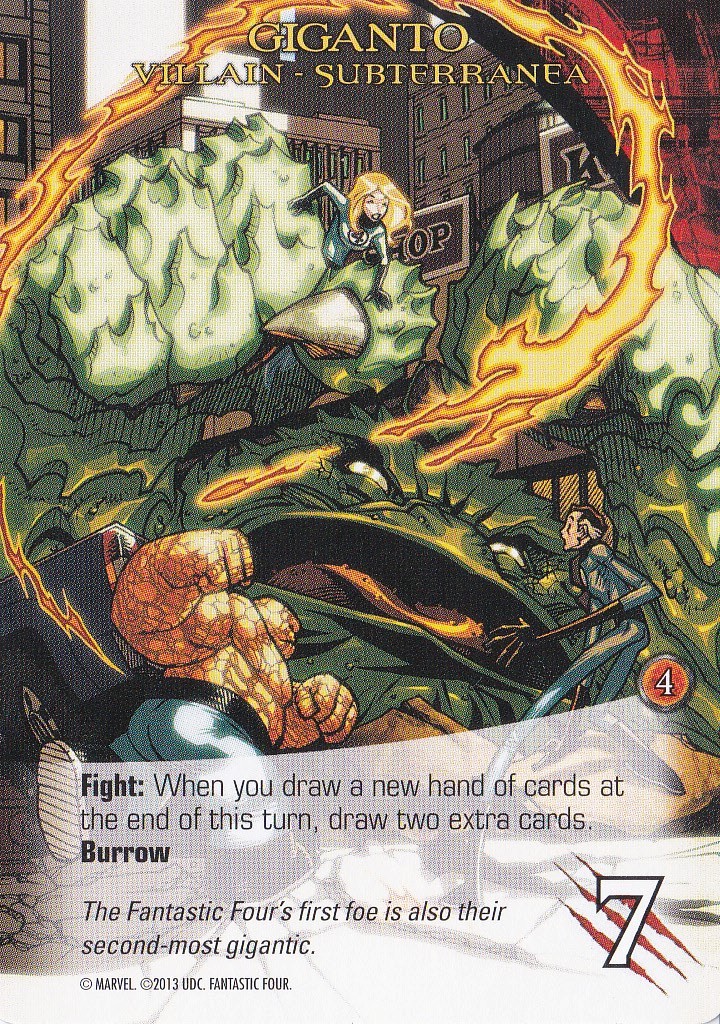 GIGANTO
VILLAIN - SUBTERRANEA
HOP
4
Fight: When you draw a new hand of cards at
the end of this turn, draw two extra cards.
Burrow
The Fantastic Four's first foe is also their
second-most gigantic.
7
© MARVEL. ©2013 UDC. FANTASTIC FOUR.